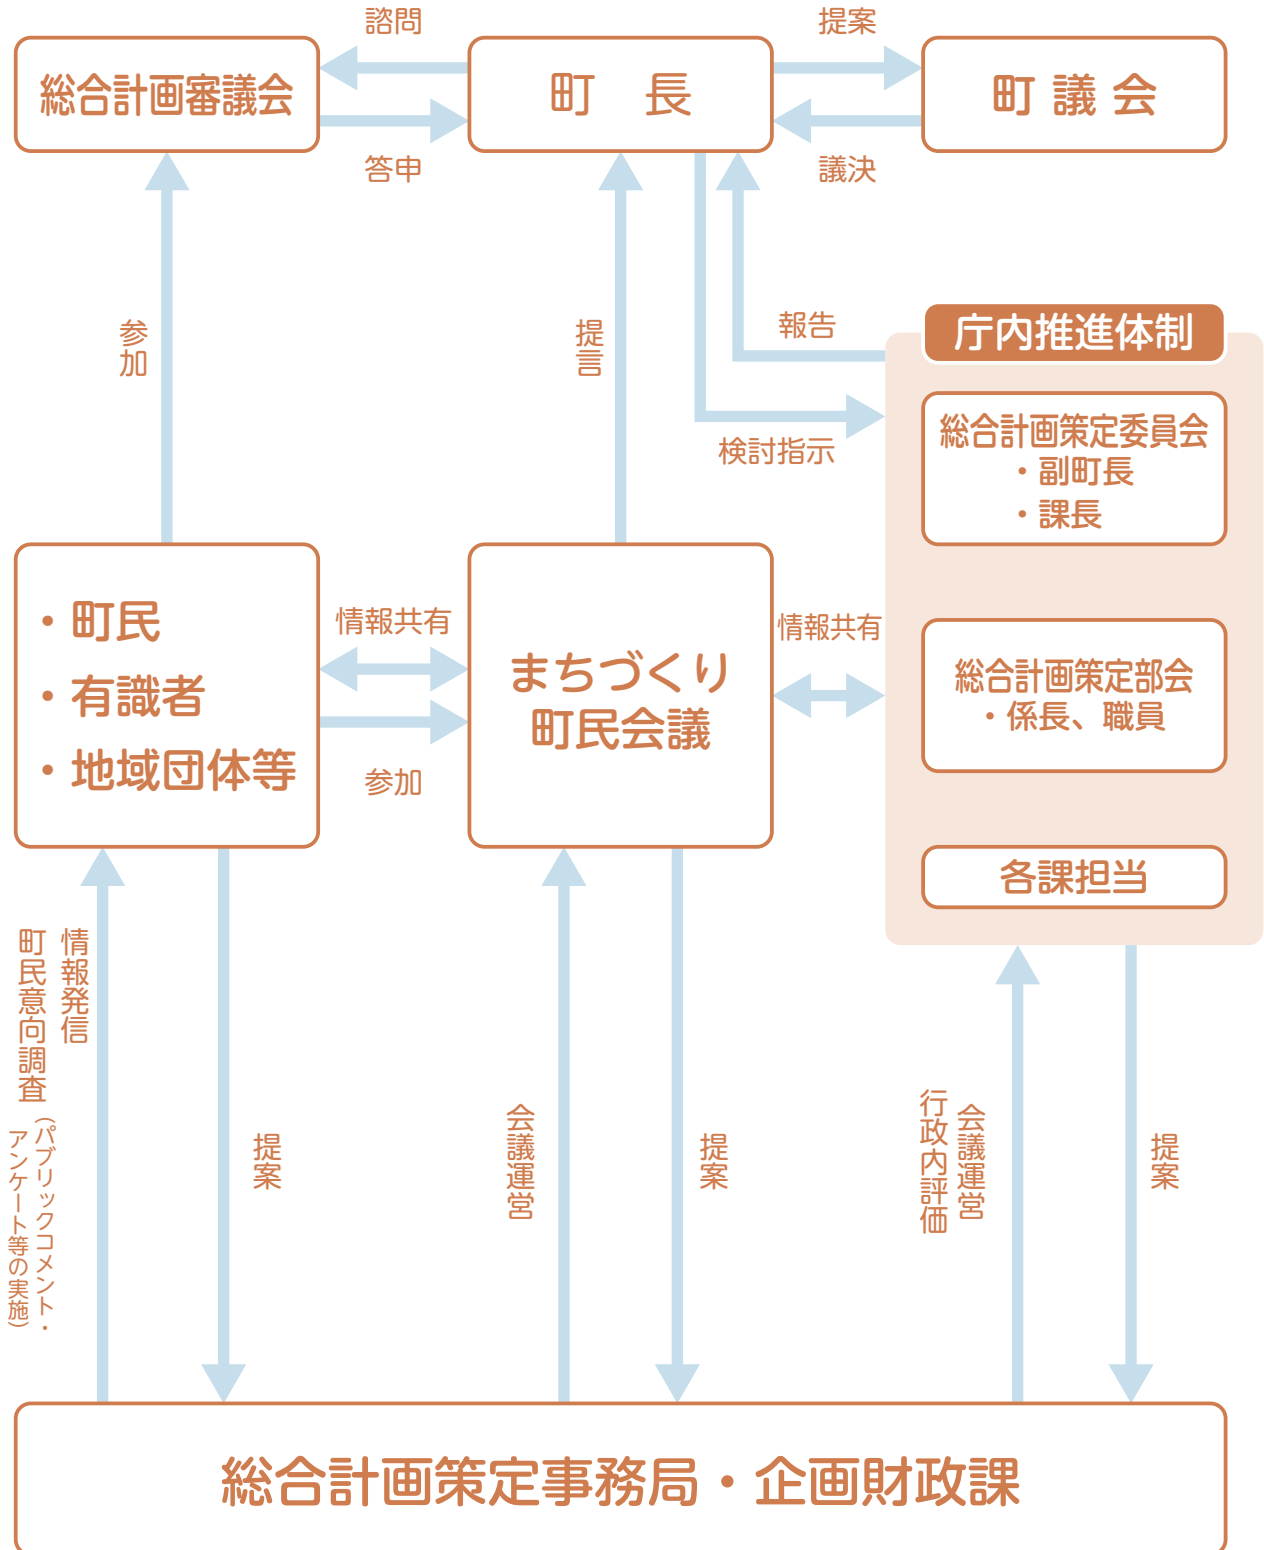 諮問
提案
総合計画審議会
町　長
町 議 会
答申
議決
参加
提言
報告
検討指示
庁内推進体制
総合計画策定委員会
・副町長
・課長
・町民
・有識者
・地域団体等
情報共有
参加
まちづくり
町民会議
情報共有
総合計画策定部会
・係長、職員
各課担当
情報発信
町民意向調査
（パブリックコメント・
アンケート等の実施）
提案
会議運営
提案
会議運営
行政内評価
提案
総合計画策定事務局・企画財政課